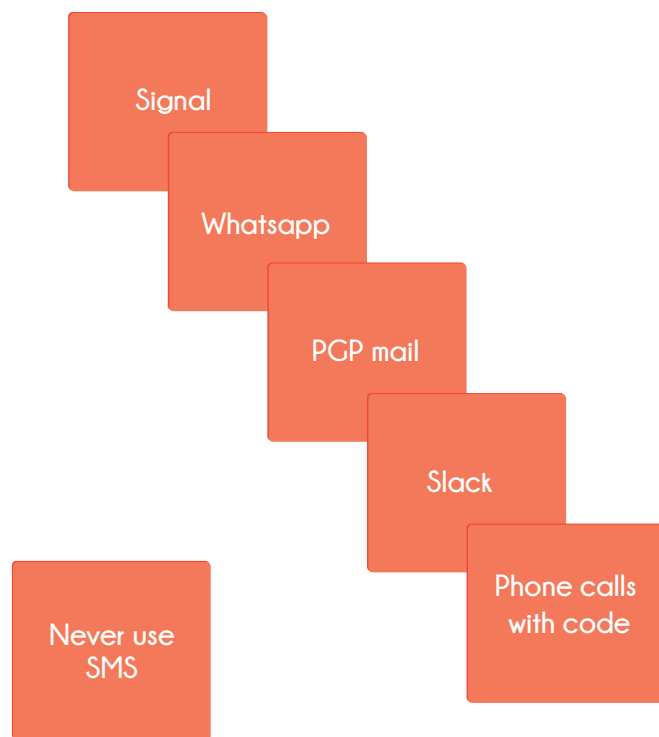 Signal
Whatsapp
PGP mail
Slack
Phone calls
with code
Never use
SMS